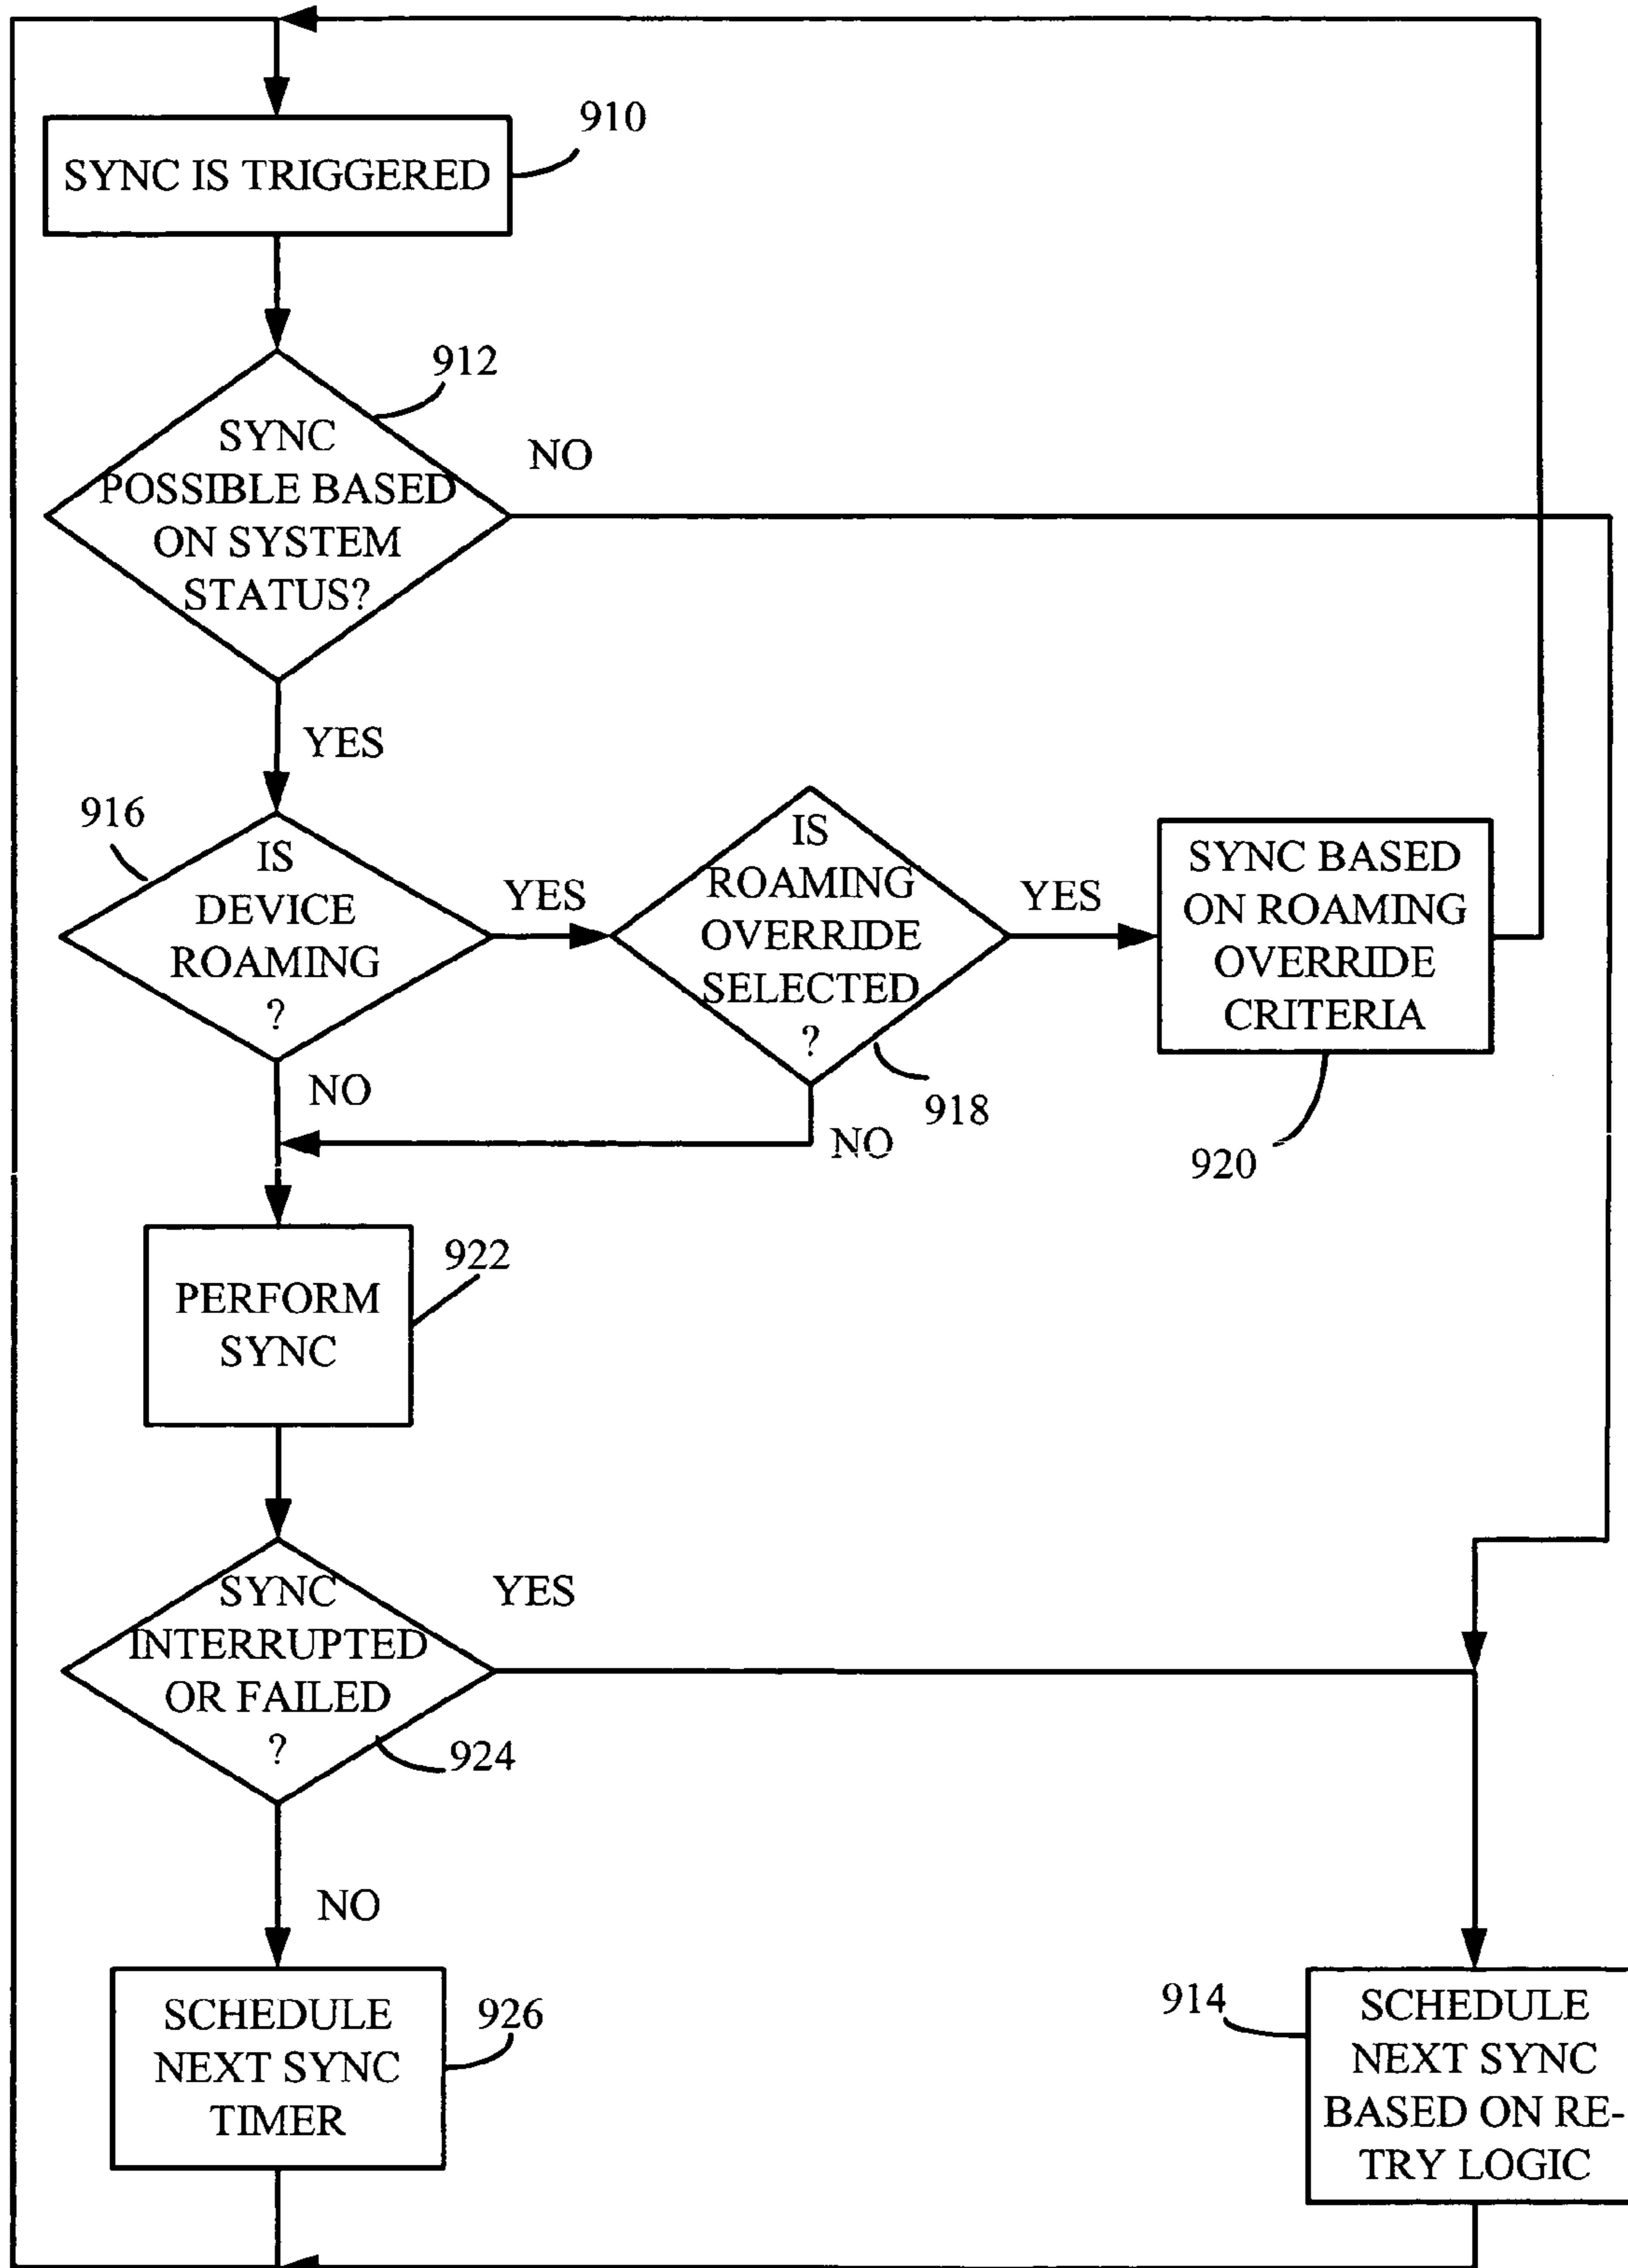 910
SYNC IS TRIGGERED
912
SYNC
POSSIBLE BASED
ON SYSTEM
STATUS?
NO
YES
916
IS
DEVICE
ROAMING
?
YES
IS
ROAMING
OVERRIDE
SELECTED
?
YES
SYNC BASED
ON ROAMING
OVERRIDE
CRITERIA
NO
918
NO
920
922
PERFORM
SYNC
SYNC
INTERRUPTED
OR FAILED
?
YES
924
NO
SCHEDULE
NEXT SYNC
TIMER
926
914
SCHEDULE
NEXT SYNC
BASED ON RE-
TRY LOGIC